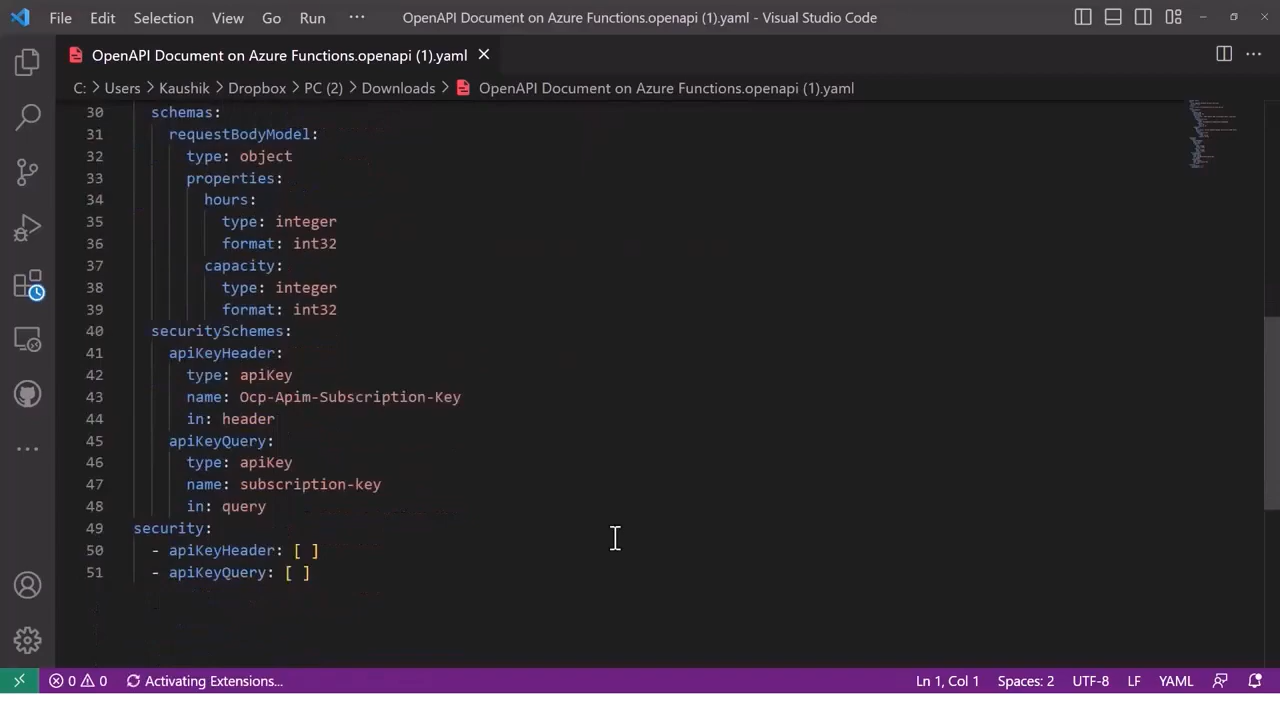 File Edit Selection View Go Run ··· OpenAPI Document on Azure Functions.openapi (1).yaml - Visual Studio Code
OpenAPI Document on Azure Functions.openapi (1).yaml
C: > Users > Kaushik > Dropbox > PC (2) > Downloads > OpenAPI Document on Azure Functions.openapi (1).yaml
30 schemas:
31 requestBodyModel:
32 type: object
33 properties:
34 hours:
35 type: integer
36 format: int32
37 capacity:
38 type: integer
39 format: int32
40 securitySchemes:
41 apiKeyHeader:
42 type: apiKey
43 name: Ocp-Apim-Subscription-Key
44 in: header
45 apiKeyQuery:
46 type: apiKey
47 name: subscription-key
48 in: query
49 security:
50 - apiKeyHeader: [ ]
51 - apiKeyQuery: [ ]
0 0 Activating Extensions... Ln 1, Col 1 Spaces: 2 UTF-8 LF YAML